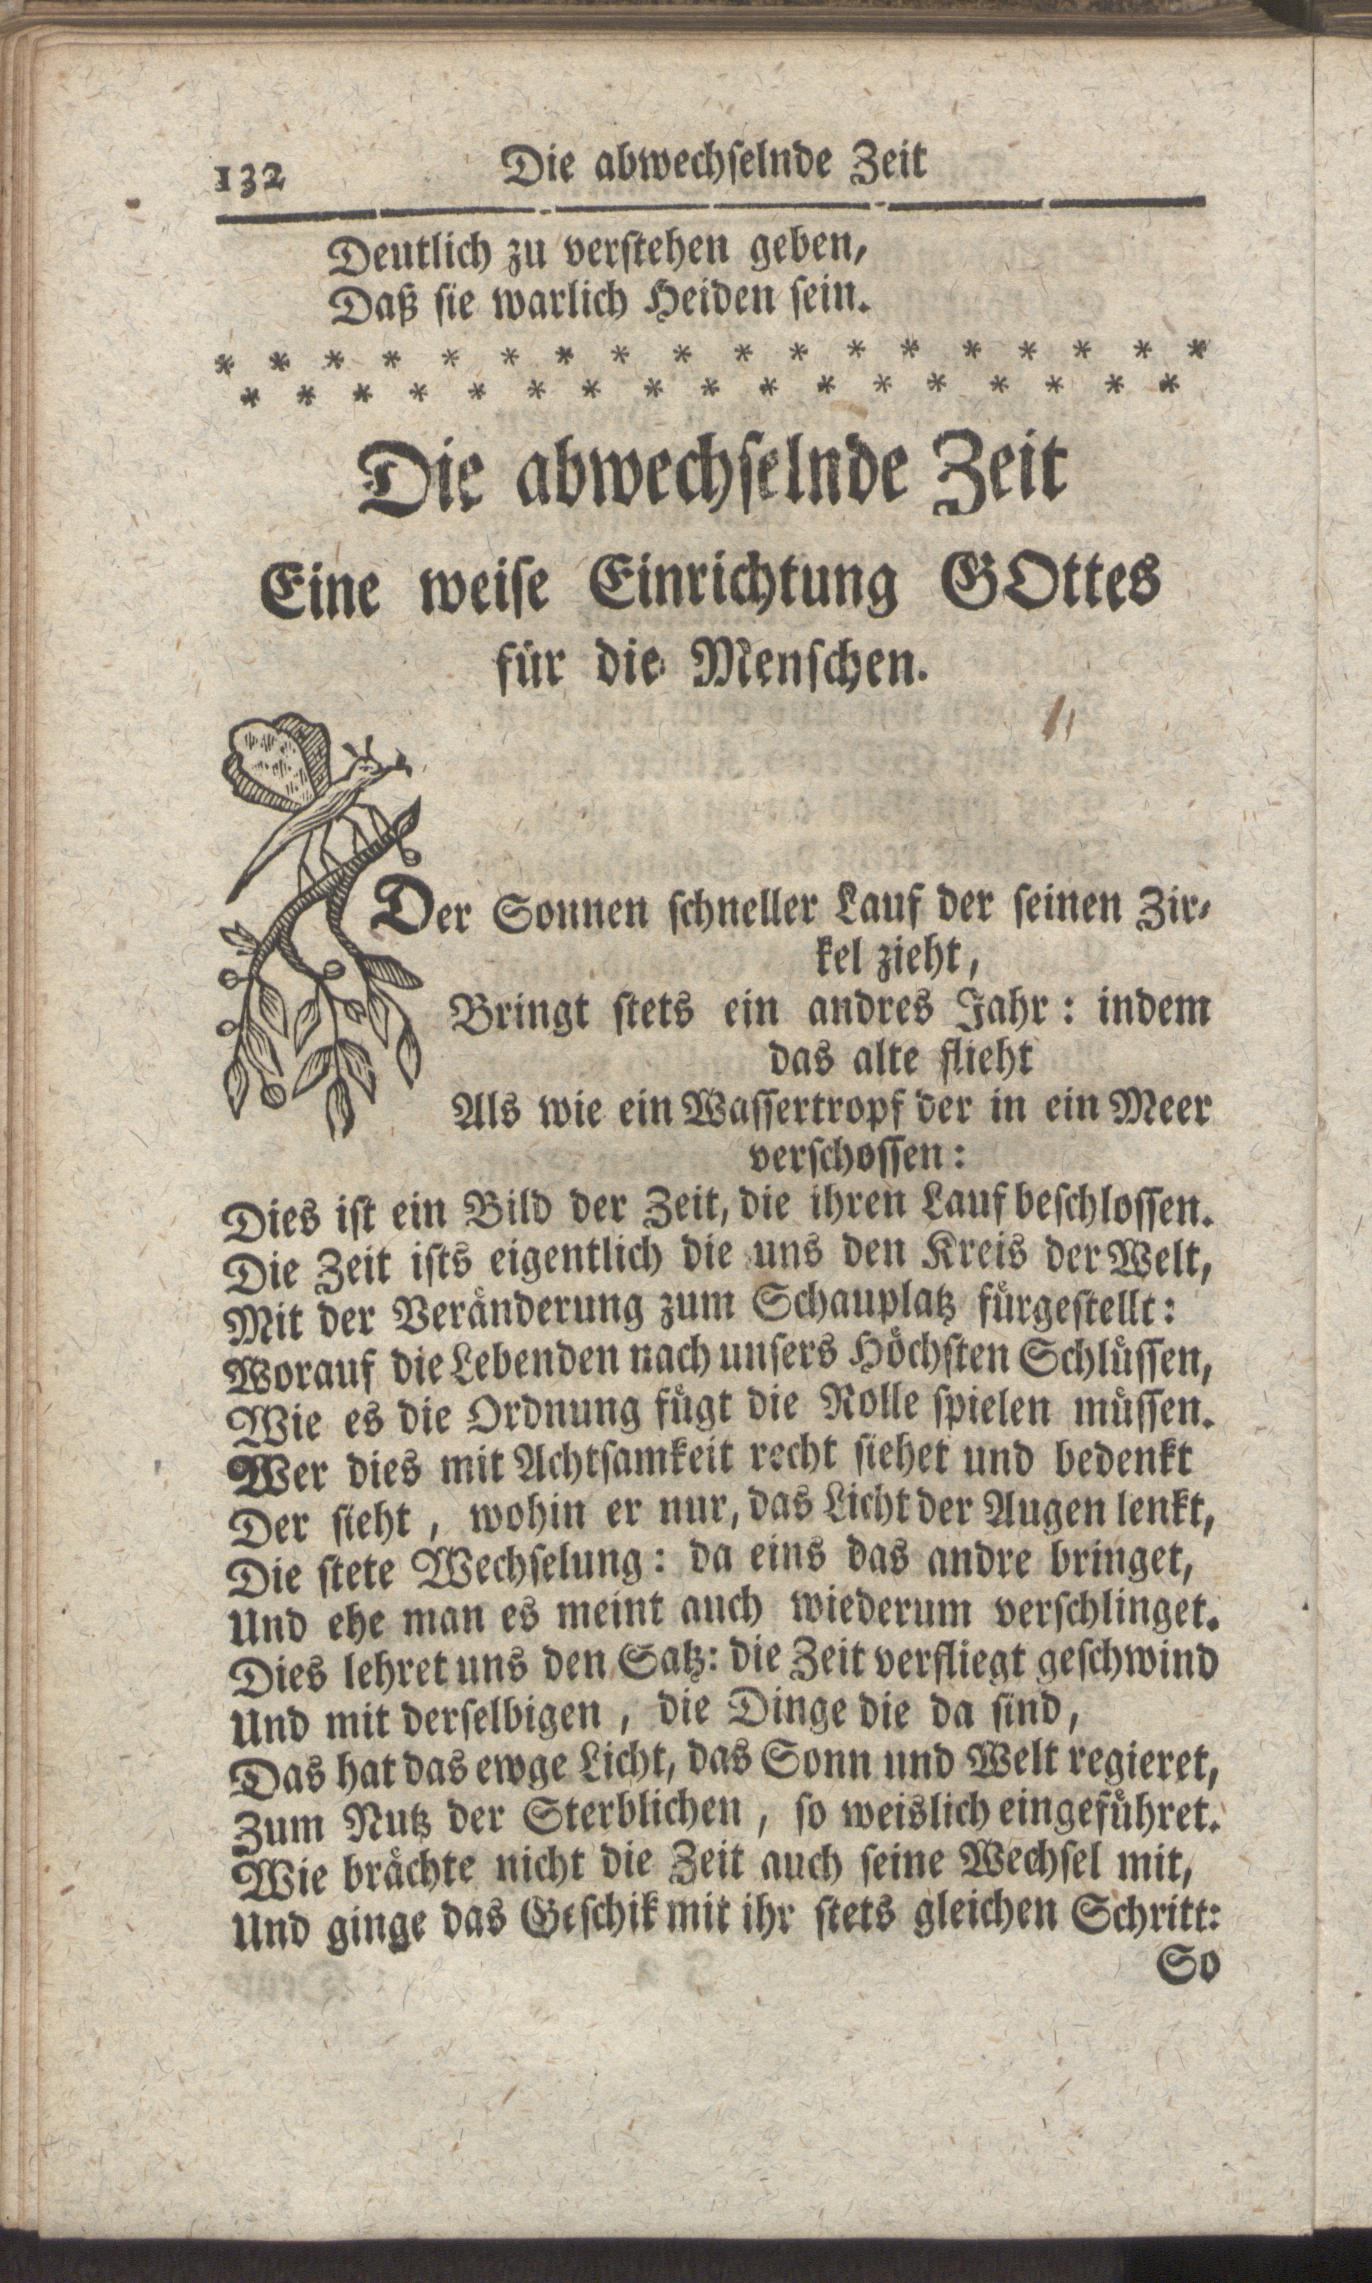 132 Die abwechselnde Zeit
Deutlich zu verstehen geben,
Daß sie warlich Heiden sein.
* * * * * * * * * * * * * * * * * *
* * * * * * * * * * * * * * * * *
Die abwechselnde Zeit
Eine weise Einrichtung GOttes
für die Menschen.
Der Sonnen schneller Lauf der seinen Zir-
kel zieht,
Bringt stets ein andres Jahr: indem
das alte flieht
Als wie ein Wassertropf der in ein Meer
verschossen:
Dies ist ein Bild der Zeit, die ihren Lauf beschlossen.
Die Zeit ists eigentlich die uns den Kreis der Welt,
Mit der Veränderung zum Schauplatz fürgestellt:
Worauf die Lebenden nach unsers Höchsten Schlüssen,
Wie es die Ordnung fügt die Rolle spielen müssen.
Wer dies mit Achtsamkeit recht siehet und bedenkt
Der sieht, wohin er nur, das Licht der Augen lenkt,
Die stete Wechselung: da eins das andre bringet,
Und ehe man es meint auch wiederum verschlinget.
Dies lehret uns den Satz: die Zeit verfliegt geschwind
Und mit derselbigen, die Dinge die da sind,
Das hat das ewge Licht, das Sonn und Welt regieret,
Zum Nutz der Sterblichen, so weislich eingeführet.
Wie brächte nicht die Zeit auch seine Wechsel mit,
Und ginge das Geschik mit ihr stets gleichen Schritt:
So